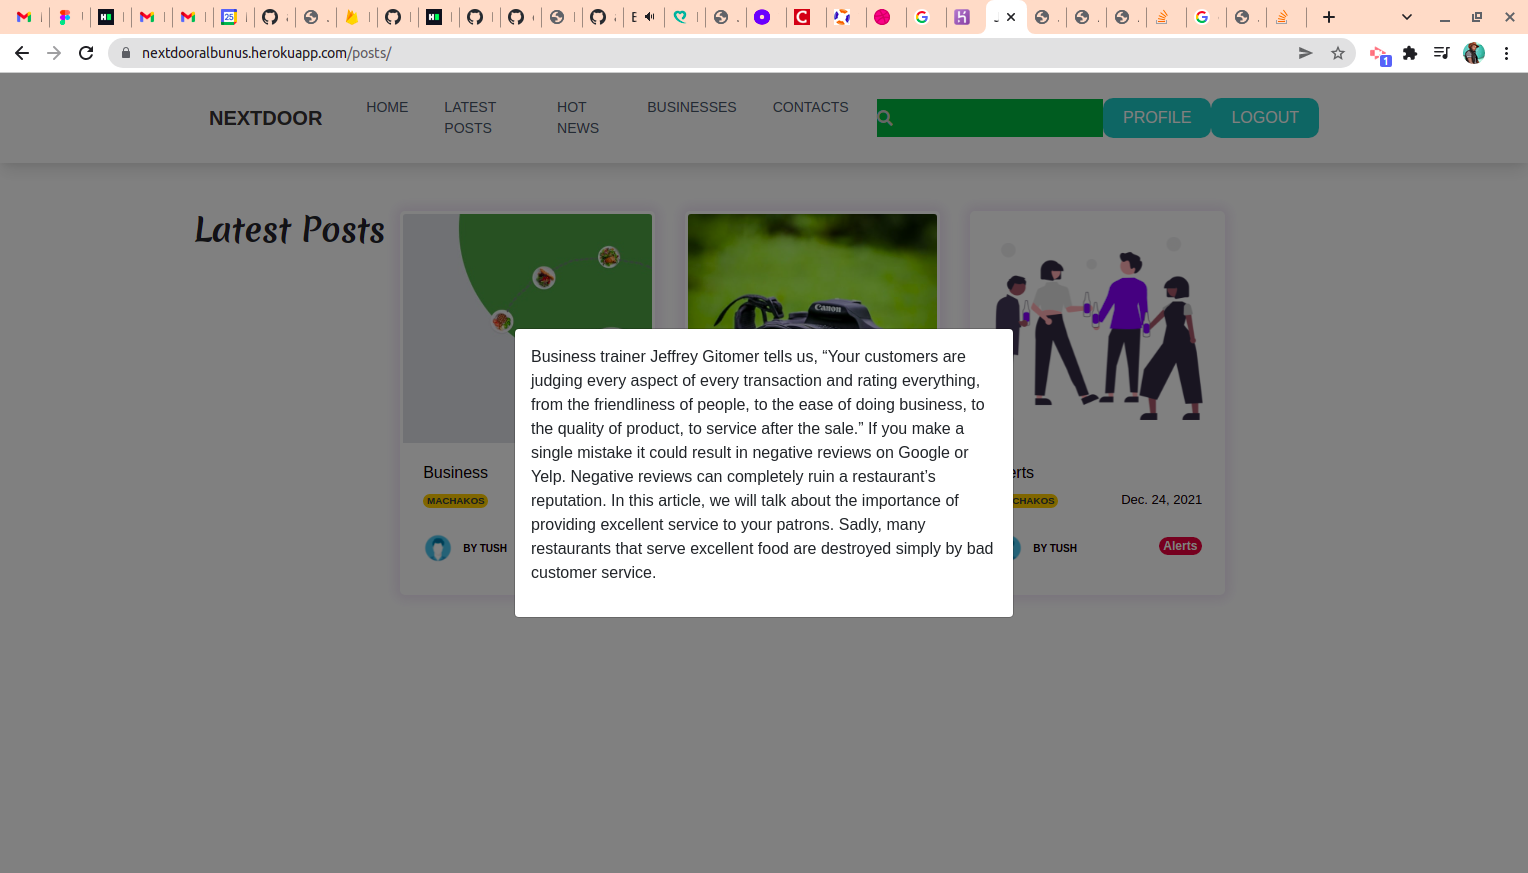 nextdooralbunus.herokuapp.com/posts/
1
25
NEXTDOOR
HOME
LATEST
POSTS
HOT
NEWS
BUSINESSES
CONTACTS
PROFILE
LOGOUT
Latest Posts
Canon
Business trainer Jeffrey Gitomer tells us, “Your customers are
judging every aspect of every transaction and rating everything,
from the friendliness of people, to the ease of doing business, to
the quality of product, to service after the sale.” If you make a
single mistake it could result in negative reviews on Google or
Yelp. Negative reviews can completely ruin a restaurant’s
reputation. In this article, we will talk about the importance of
providing excellent service to your patrons. Sadly, many
restaurants that serve excellent food are destroyed simply by bad
customer service.
Business
MACHAKOS
BY TUSH
Dec. 24, 2021
BY TUSH
Alerts